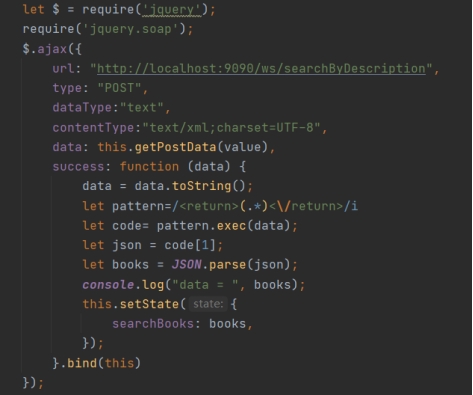 let $ = require('jquery');
require('jquery.soap');
$.ajax({
    url: "http://localhost:9090/ws/searchByDescription",
    type: "POST",
    dataType:"text",
    contentType:"text/xml;charset=UTF-8",
    data: this.getPostData(value),
    success: function (data) {
        data = data.toString();
        let pattern=/<return>(.*)<\/return>/i
        let code= pattern.exec(data);
        let json = code[1];
        let books = JSON.parse(json);
        console.log("data = ", books);
        this.setState( state: {
            searchBooks: books,
        });
    }.bind(this)
});